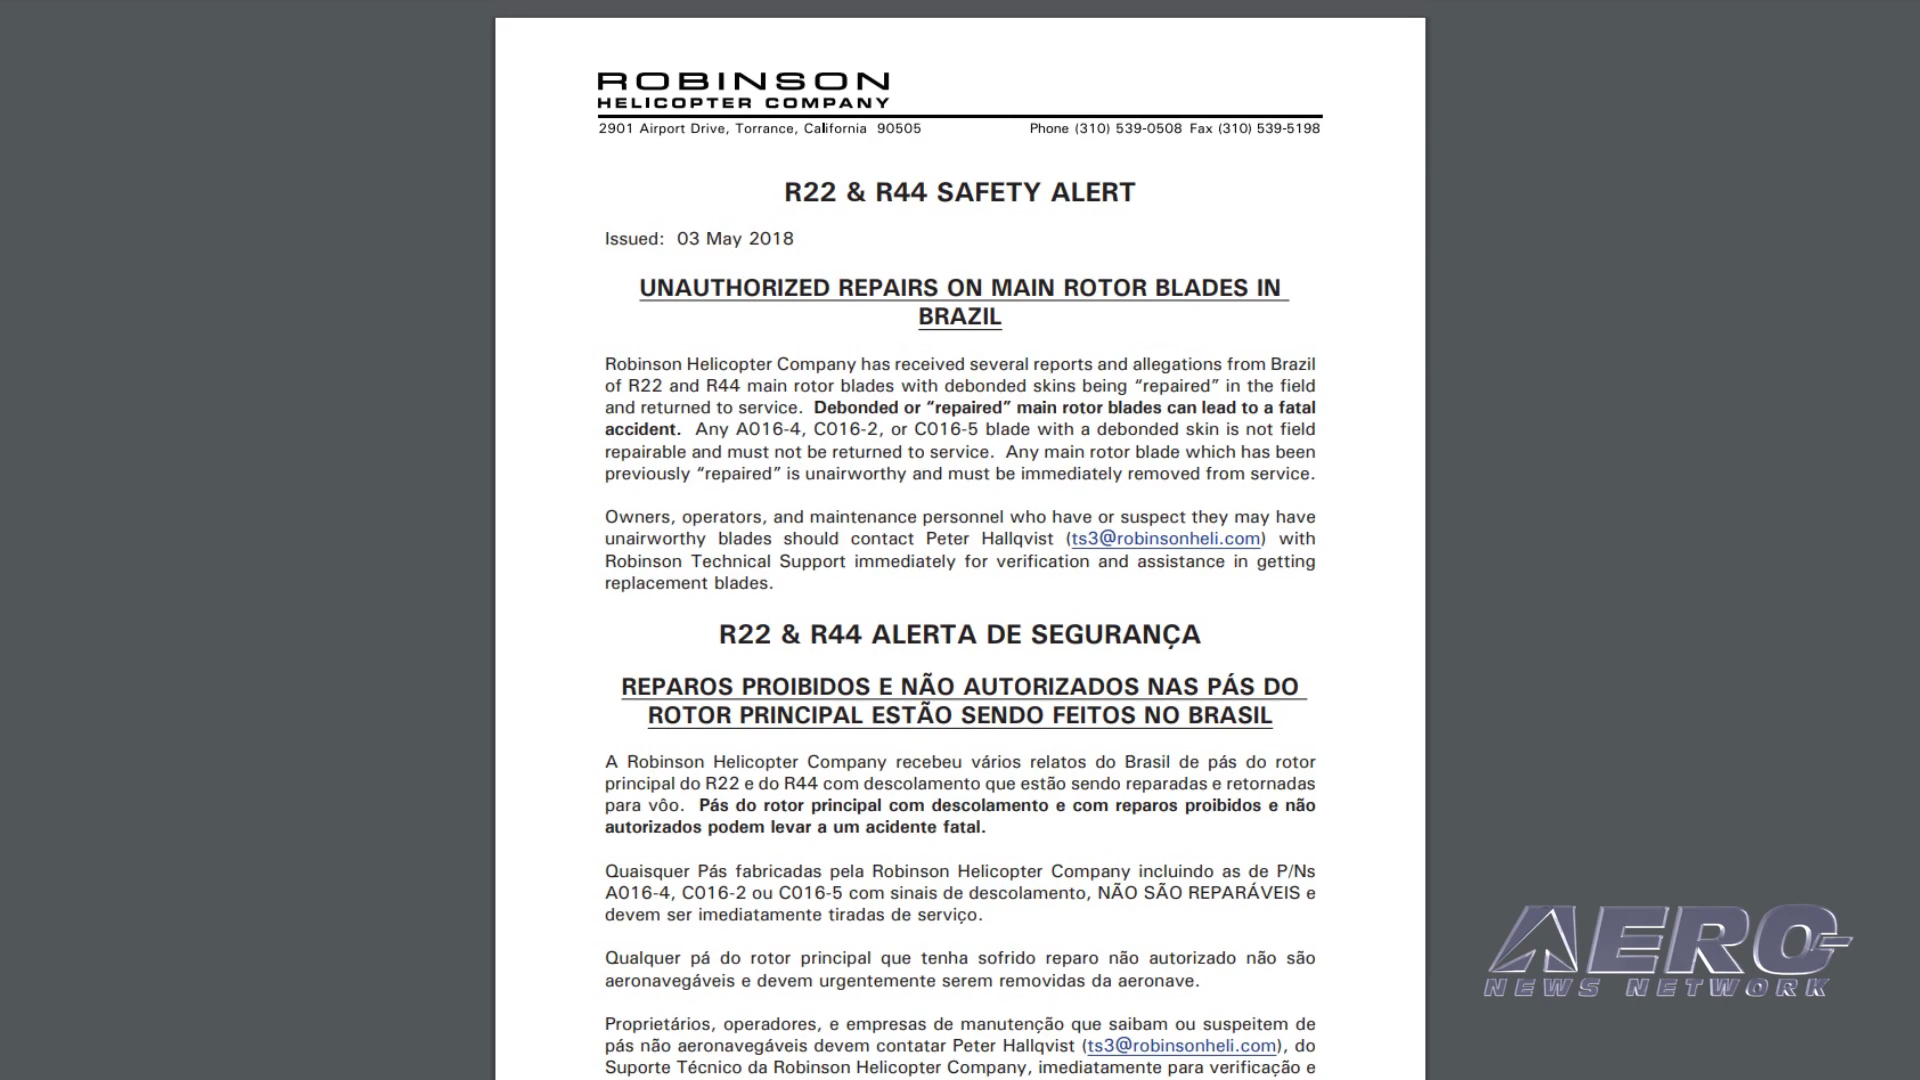 ROBINSON
HELICOPTER COMPANY
2901 Airport Drive, Torrance, California 90505 Phone (310) 539-0508 Fax (310) 539-5198
R22 & R44 SAFETY ALERT
Issued: 03 May 2018
UNAUTHORIZED REPAIRS ON MAIN ROTOR BLADES IN
BRAZIL
Robinson Helicopter Company has received several reports and allegations from Brazil
of R22 and R44 main rotor blades with debonded skins being “repaired” in the field
and returned to service. Debonded or “repaired” main rotor blades can lead to a fatal
accident. Any A016-4, C016-2, or C016-5 blade with a debonded skin is not field
repairable and must not be returned to service. Any main rotor blade which has been
previously “repaired” is unairworthy and must be immediately removed from service.
Owners, operators, and maintenance personnel who have or suspect they may have
unairworthy blades should contact Peter Hallqvist (ts3@robinsonheli.com) with
Robinson Technical Support immediately for verification and assistance in getting
replacement blades.
R22 & R44 ALERTA DE SEGURANÇA
REPAROS PROIBIDOS E NÃO AUTORIZADOS NAS PÁS DO
ROTOR PRINCIPAL ESTÃO SENDO FEITOS NO BRASIL
A Robinson Helicopter Company recebeu vários relatos do Brasil de pás do rotor
principal do R22 e do R44 com descolamento que estão sendo reparadas e retornadas
para vôo. Pás do rotor principal com descolamento e com reparos proibidos e não
autorizados podem levar a um acidente fatal.
Quaisquer Pás fabricadas pela Robinson Helicopter Company incluindo as de P/Ns
A016-4, C016-2 ou C016-5 com sinais de descolamento, NÃO SÃO REPARÁVEIS e
devem ser imediatamente tiradas de serviço.
Qualquer pá do rotor principal que tenha sofrido reparo não autorizado não são
aeronavegáveis e devem urgentemente serem removidas da aeronave.
Proprietários, operadores, e empresas de manutenção que saibam ou suspeitem de
pás não aeronavegáveis devem contatar Peter Hallqvist (ts3@robinsonheli.com), do
Suporte Técnico da Robinson Helicopter Company, imediatamente para verificação e
AERO-
NEWS NETWORK